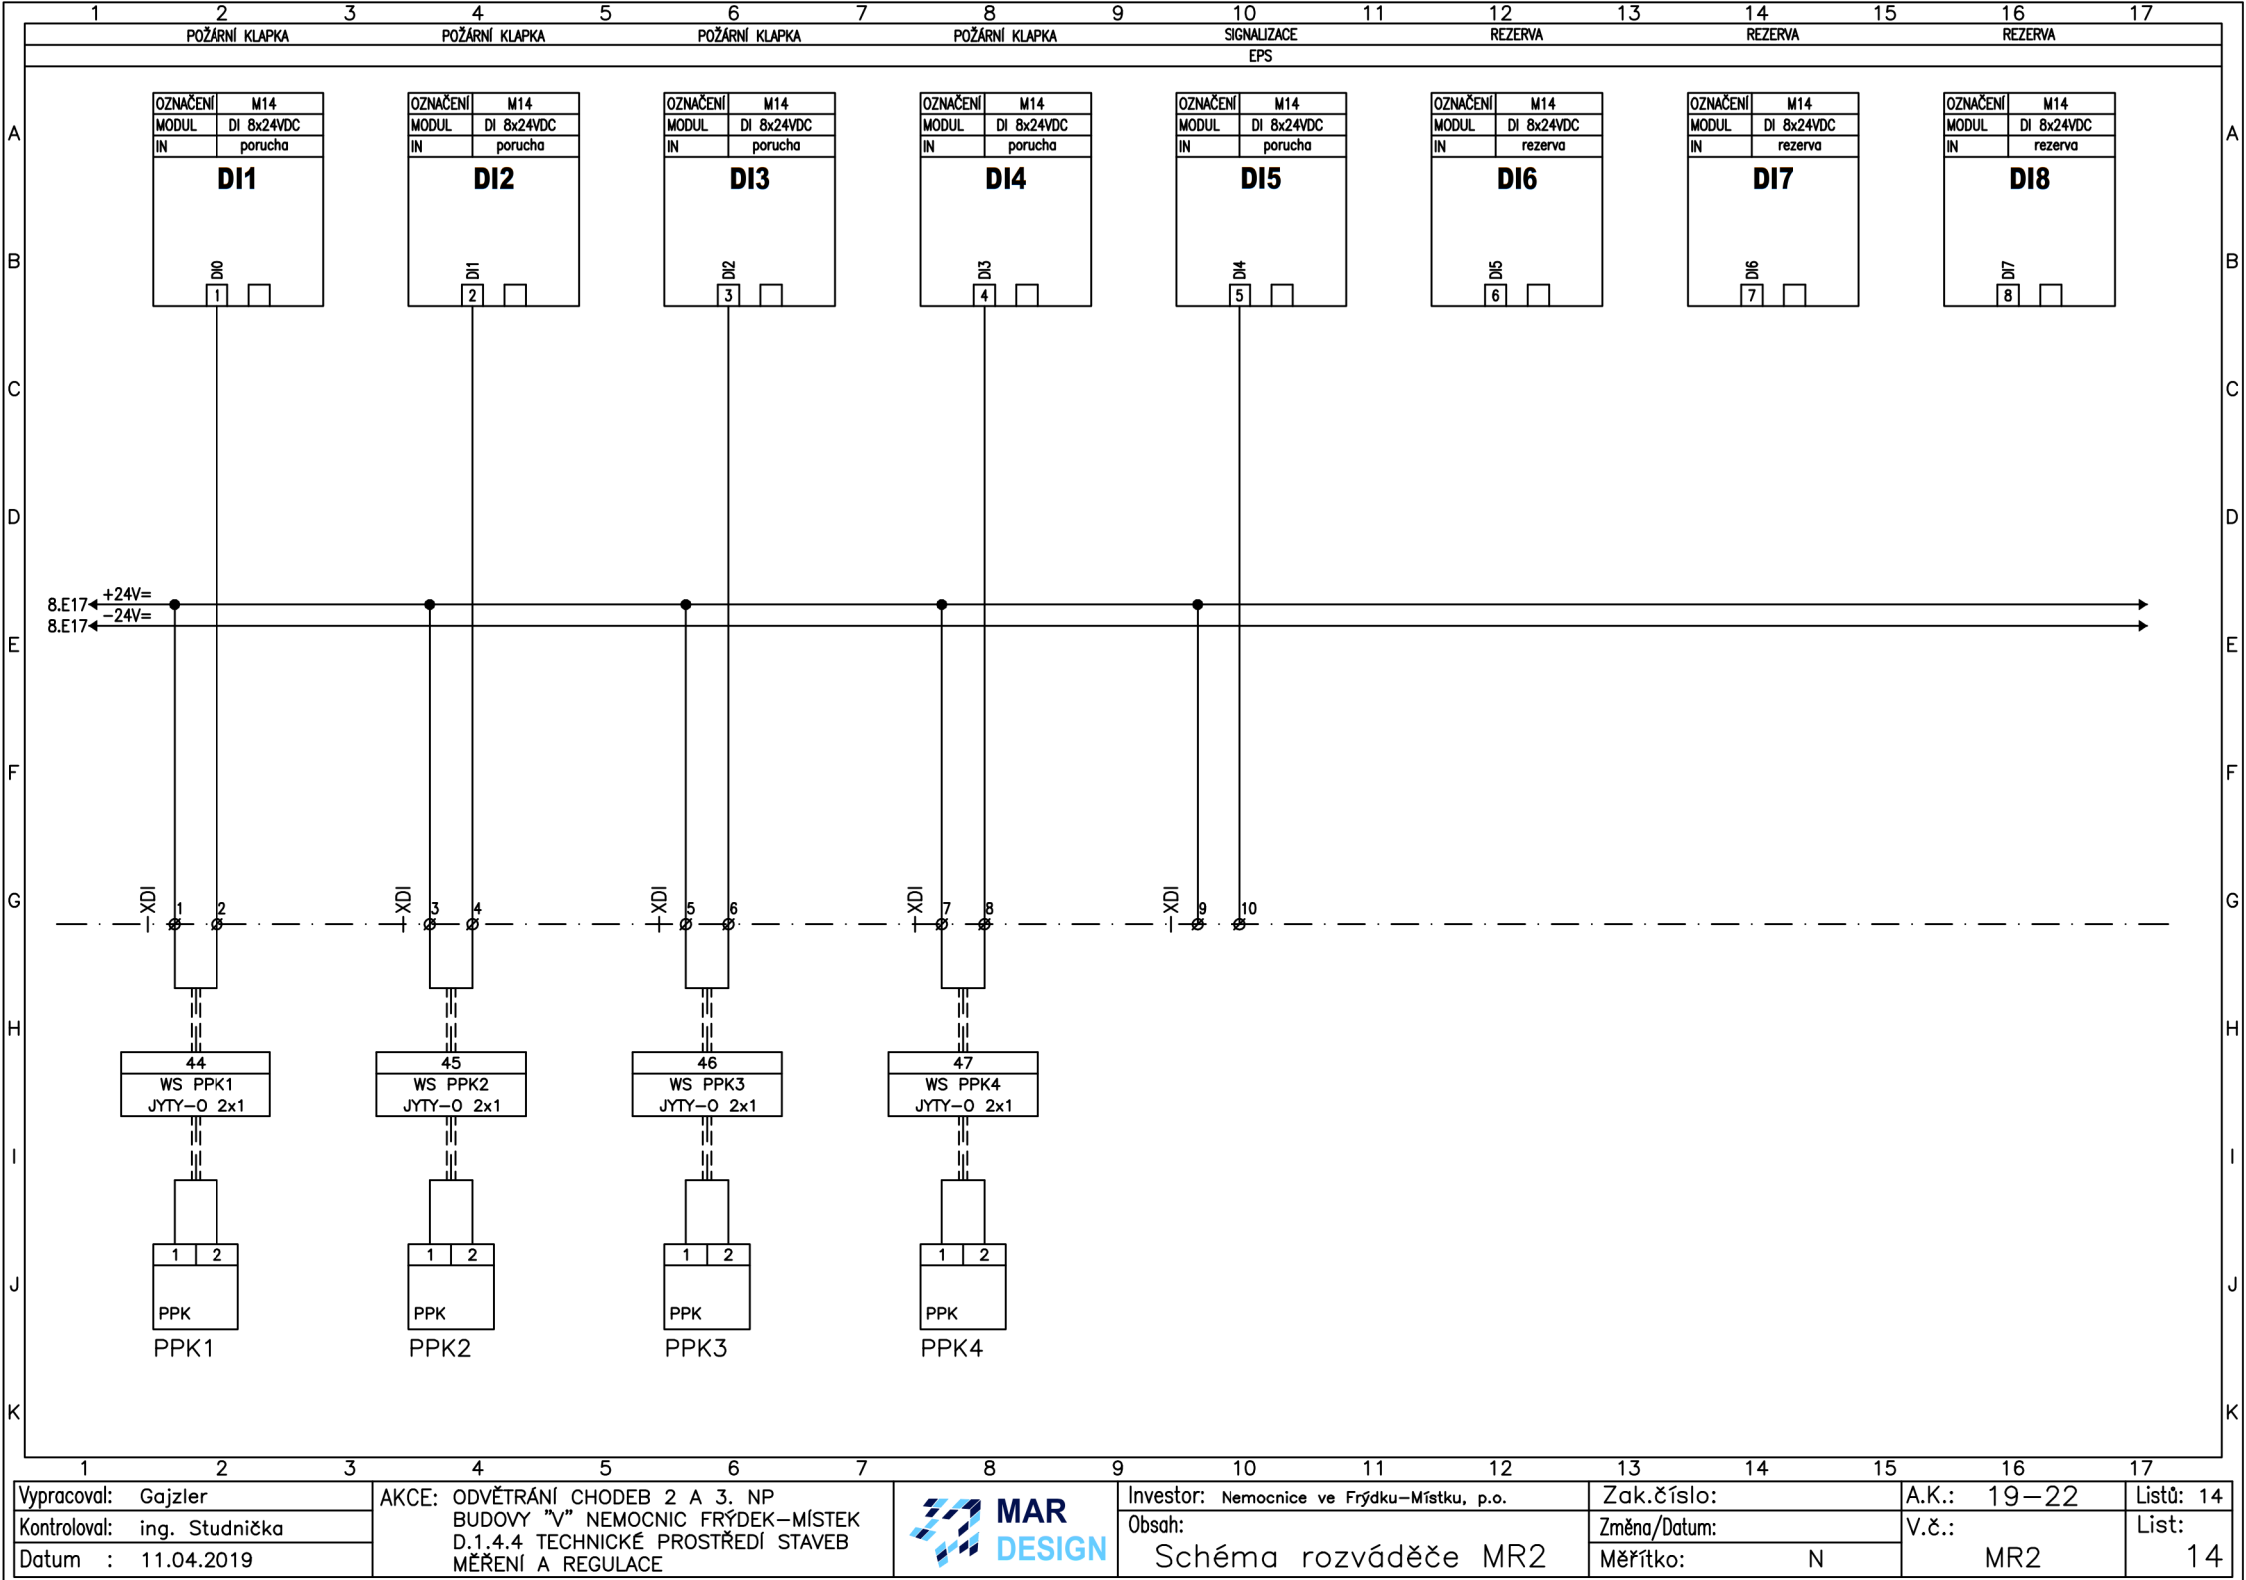 1 2 3 4 5 6 7 8 9 10 11 12 13 14 15 16 17
POŽÁRNÍ KLAPKA POŽÁRNÍ KLAPKA POŽÁRNÍ KLAPKA POŽÁRNÍ KLAPKA SIGNALIZACE REZERVA REZERVA REZERVA
EPS
OZNAČENÍ M14 OZNAČENÍ M14 OZNAČENÍ M14 OZNAČENÍ M14 OZNAČENÍ M14 OZNAČENÍ M14 OZNAČENÍ M14 OZNAČENÍ M14
A MODUL DI 8x24VDC MODUL DI 8x24VDC MODUL DI 8x24VDC MODUL DI 8x24VDC MODUL DI 8x24VDC MODUL DI 8x24VDC MODUL DI 8x24VDC MODUL DI 8x24VDC A
IN porucha IN porucha IN porucha IN porucha IN porucha IN rezerva IN rezerva IN rezerva
DI1 DI2 DI3 DI4 DI5 DI6 DI7 DI8
B DI0 DI1 DI2 DI3 DI4 DI5 DI6 DI7 B
1 2 3 4 5 6 7 8
C C
D D
8.E17 +24V=
8.E17 -24V=
E E
F F
G XDI 1 2 XDI 3 4 XDI 5 6 XDI 7 8 XDI 9 10 G
H H
44 45 46 47
WS PPK1 WS PPK2 WS PPK3 WS PPK4
JYTY-O 2x1 JYTY-O 2x1 JYTY-O 2x1 JYTY-O 2x1
I I
1 2 1 2 1 2 1 2
J J
PPK PPK PPK PPK
PPK1 PPK2 PPK3 PPK4
K K
1 2 3 4 5 6 7 8 9 10 11 12 13 14 15 16 17
Vypracoval: Gajzler
Kontroloval: ing. Studnička
Datum : 11.04.2019
AKCE: ODVĚTRÁNÍ CHODEB 2 A 3. NP
BUDOVY "V" NEMOCNIC FRÝDEK-MÍSTEK
D.1.4.4 TECHNICKÉ PROSTŘEDÍ STAVEB
MĚŘENÍ A REGULACE
MAR
DESIGN
Investor: Nemocnice ve Frýdku-Místku, p.o.
Obsah:
Schéma rozváděče MR2
Zak.číslo:
Změna/Datum:
Měřítko: N
A.K.: 19-22
V.č.:
MR2
Listů: 14
List:
14